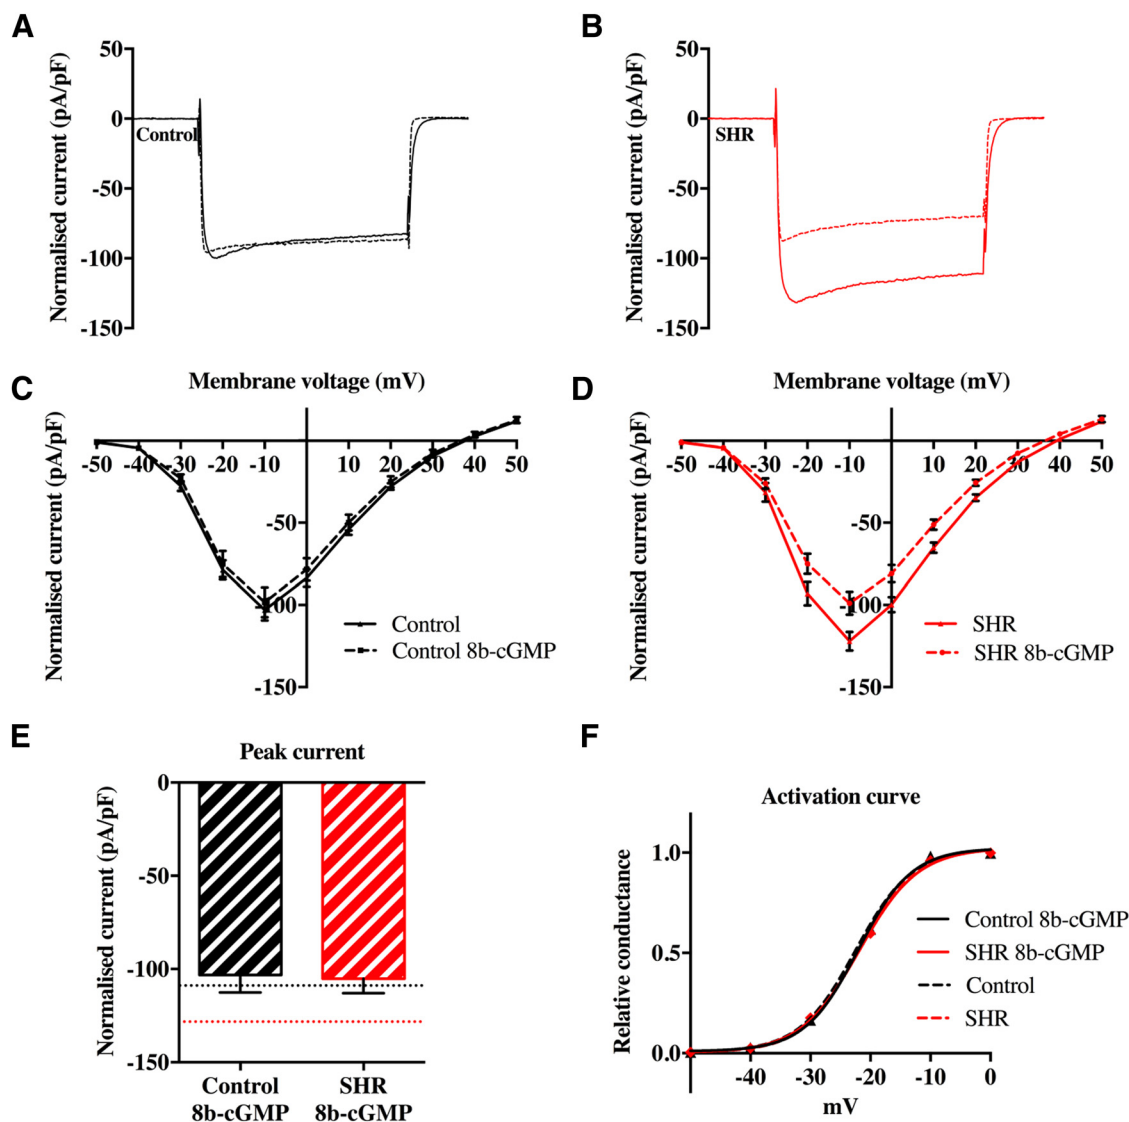 A
B
Normalised current (pA/pF)
50
0
-50
-100
-150
Control
Normalised current (pA/pF)
50
0
-50
-100
-150
SHR
C
D
Membrane voltage (mV)
Normalised current (pA/pF)
-50 -40 -30 -20 -10 10 20 30 40 50
-50
-100
-150
Control
Control 8b-cGMP
Membrane voltage (mV)
Normalised current (pA/pF)
-50 -40 -30 -20 -10 10 20 30 40 50
-50
-100
-150
SHR
SHR 8b-cGMP
E
Peak current
Normalised current (pA/pF)
0
-50
-100
-150
Control
8b-cGMP
SHR
8b-cGMP
F
Activation curve
Relative conductance
1.0
0.5
0.0
-40 -30 -20 -10 0
mV
Control 8b-cGMP
SHR 8b-cGMP
Control
SHR